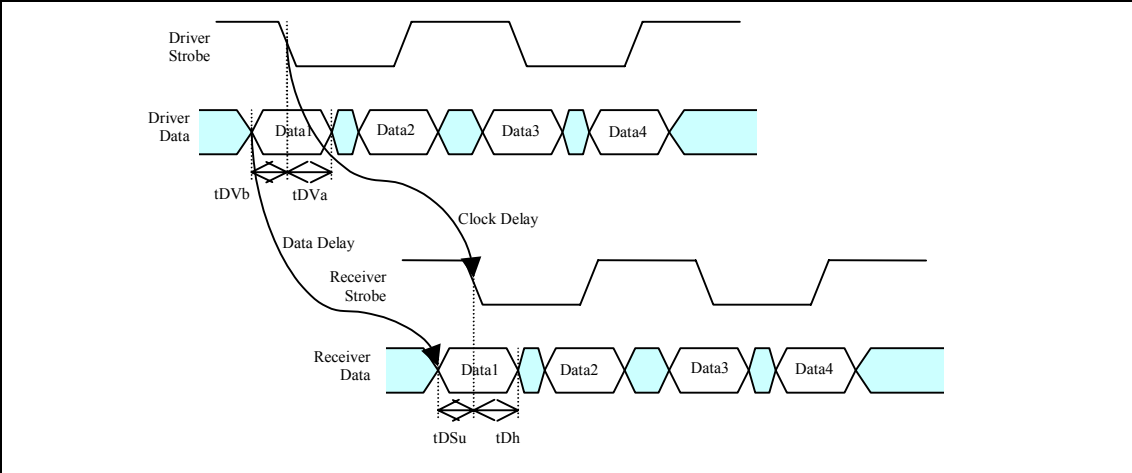 Driver
Strobe
Driver
Data
Data1
Data2
Data3
Data4
tDVb
tDVa
Clock Delay
Data Delay
Receiver
Strobe
Receiver
Data
Data1
Data2
Data3
Data4
tDSu
tDh